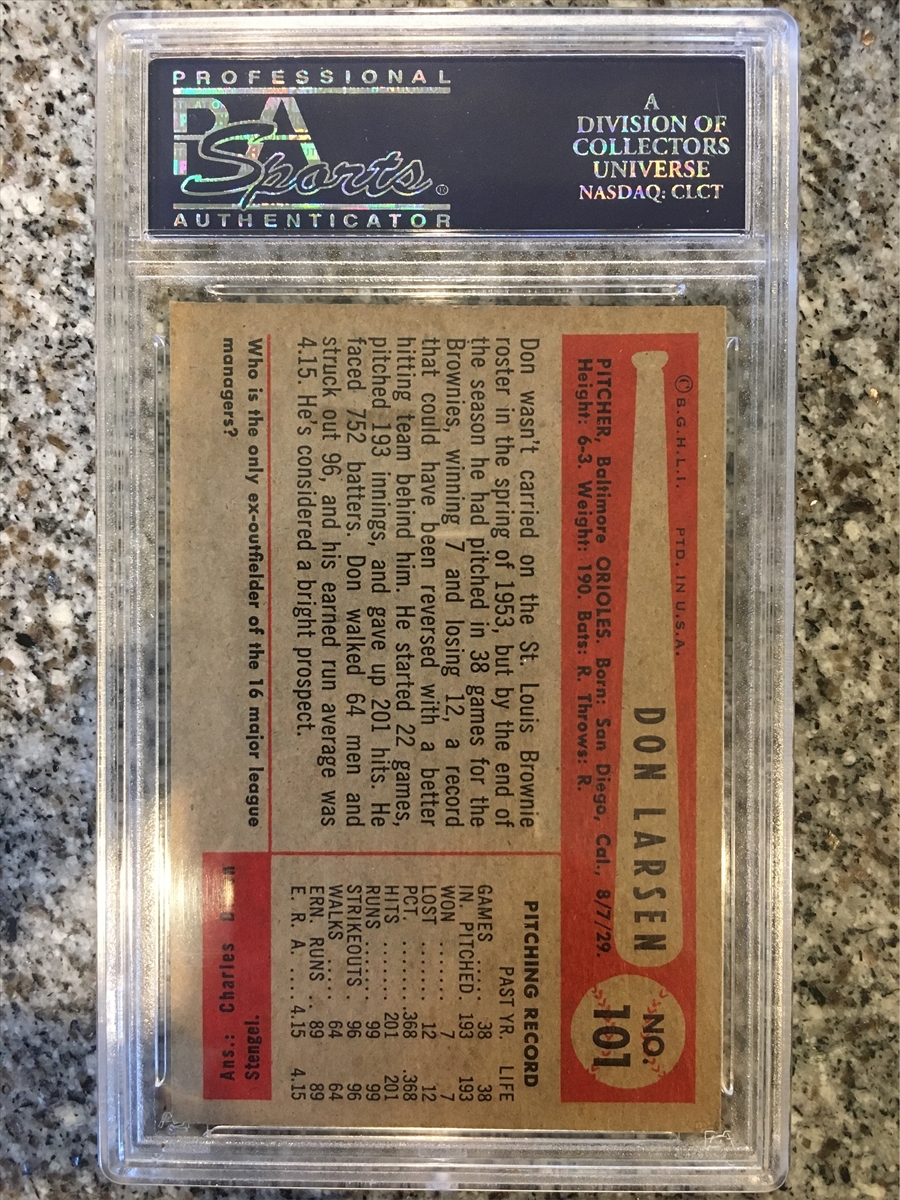 PROFESSIONAL
PSA
Sports®
AUTHENTICATOR
A
DIVISION OF
COLLECTORS
UNIVERSE
NASDAQ: CLCT
© B.G.H.L.I. PTD. IN U.S.A.
DON LARSEN
NO.
101
PITCHER, Baltimore ORIOLES. Born: San Diego, Cal., 8/7/29.
Height: 6-3. Weight: 190. Bats: R. Throws: R.
Don wasn't carried on the St. Louis Brownie
roster in the spring of 1953, but by the end of
the season he had pitched in 38 games for the
Brownies, winning 7 and losing 12, a record
that could have been reversed with a better
hitting team behind him. He started 22 games,
pitched 193 innings, and gave up 201 hits. He
faced 752 batters. Don walked 64 men and
struck out 96, and his earned run average was
4.15. He's considered a bright prospect.
PITCHING RECORD
PAST YR. LIFE
GAMES ..... 38 38
IN. PITCHED. 193 193
WON ....... 7 7
LOST ....... 12 12
PCT. ....... .368 .368
HITS ....... 201 201
RUNS ...... 99 99
STRIKEOUTS . 96 96
WALKS .... 64 64
ERN. RUNS .. 89 89
E. R. A. ... 4.15 4.15
Who is the only ex-outfielder of the 16 major league
managers?
Ans.: Charles
Stengel.